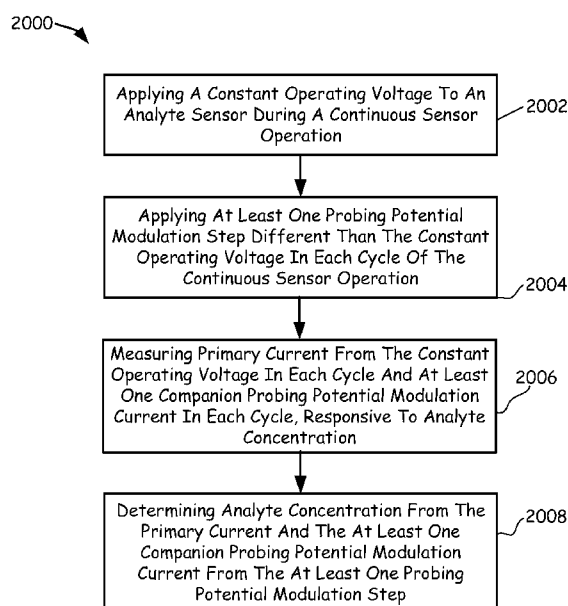 2000
Applying A Constant Operating Voltage To An
Analyte Sensor During A Continuous Sensor
Operation
2002
Applying At Least One Probing Potential
Modulation Step Different Than The Constant
Operating Voltage In Each Cycle Of The
Continuous Sensor Operation
2004
Measuring Primary Current From The Constant
Operating Voltage In Each Cycle And At Least
One Companion Probing Potential Modulation
Current In Each Cycle, Responsive To Analyte
Concentration
2006
Determining Analyte Concentration From The
Primary Current And The At Least One
Companion Probing Potential Modulation
Current From The At Least One Probing
Potential Modulation Step
2008